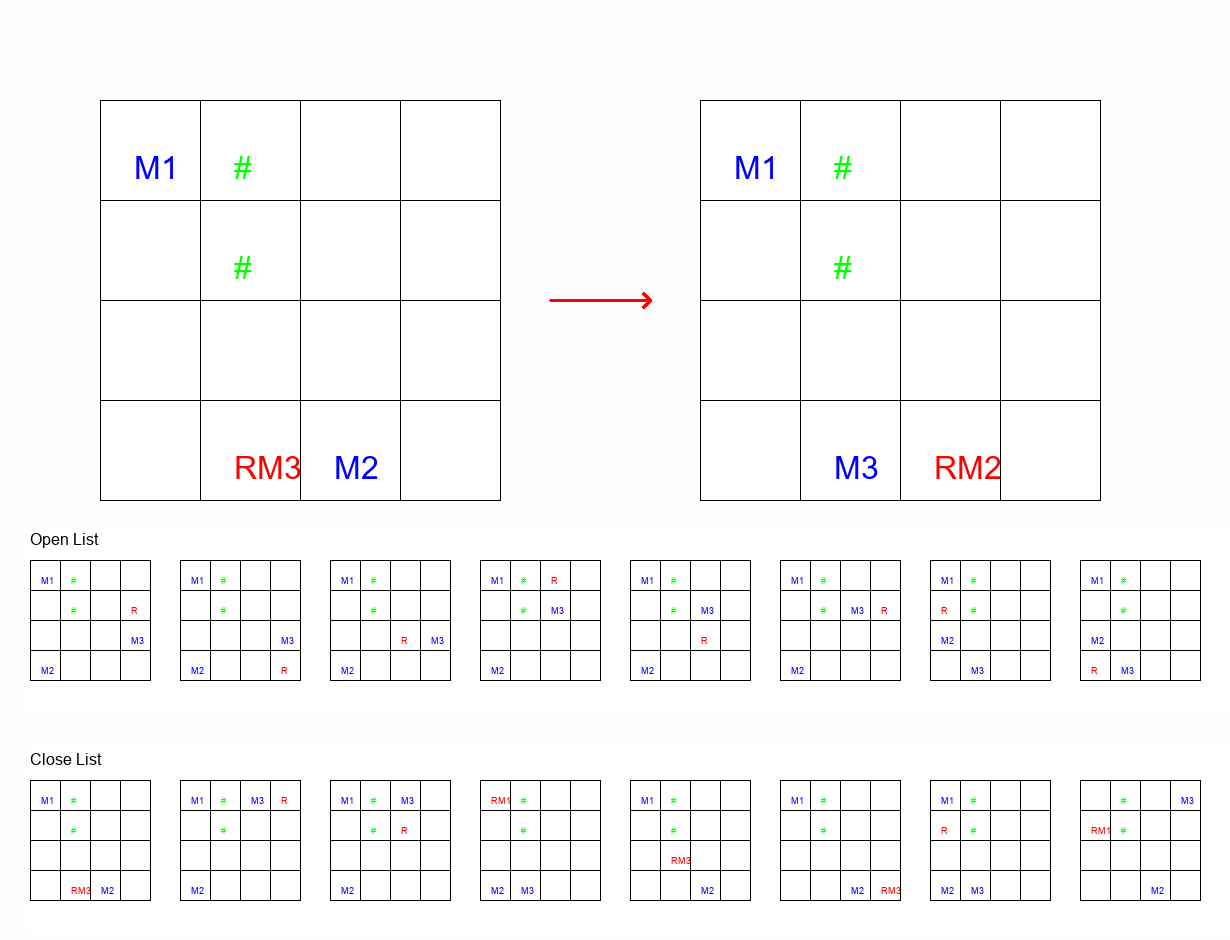 M1 # M1 #
# #
RM3 M2 M3 RM2
Open List
M1 # M1 # M1 # M1 # R M1 # M1 # M1 # M1 #
# R # # # M3 # M3 # M3 R R # #
M3 M3 R M3 R M2 M2
M2 M2 R M2 M2 M2 M2 M3 R M3
Close List
M1 # M1 # M3 R M1 # M3 RM1 # M1 # M1 # M1 # # M3
# # # R # # # R # RM1 #
RM3
RM3 M2 M2 M2 M2 M3 M2 M2 RM3 M2 M3 M2